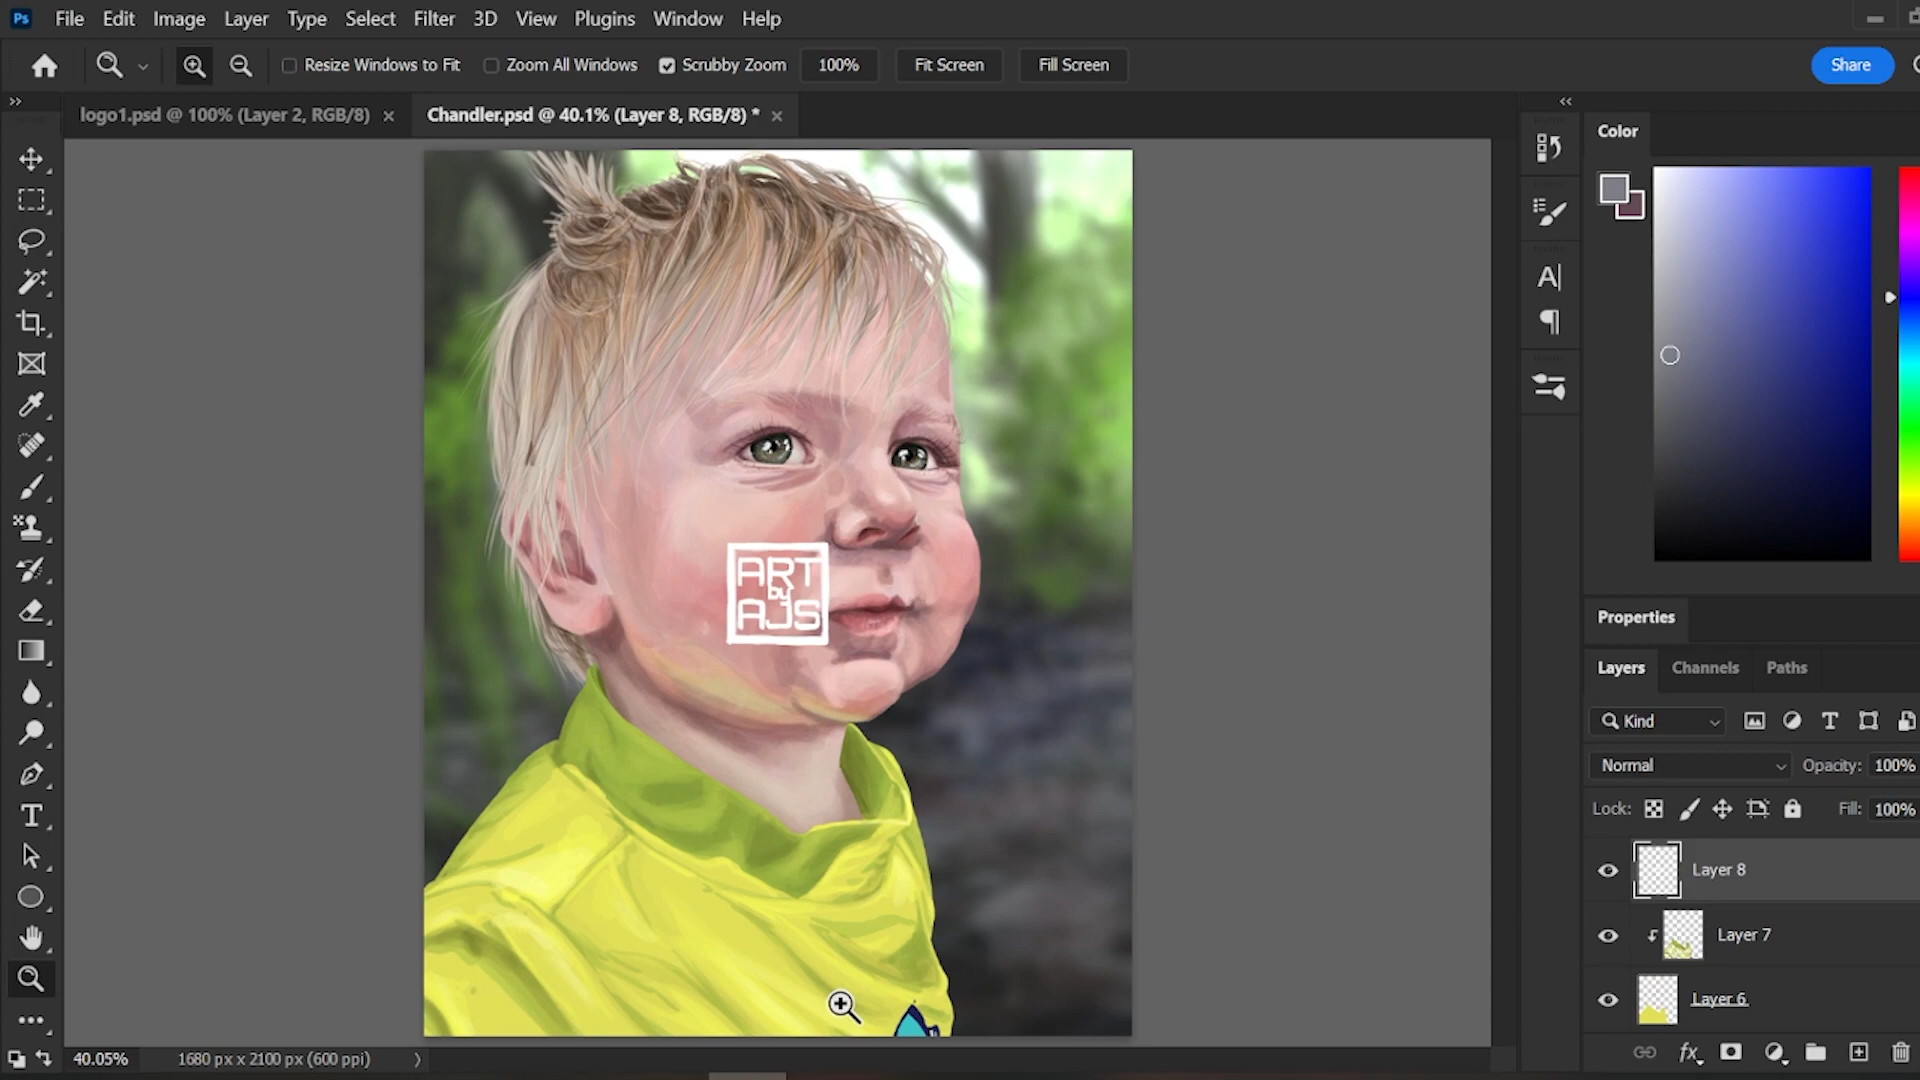 Ps File Edit Image Layer Type Select Filter 3D View Plugins Window Help
Resize Windows to Fit Zoom All Windows Scrubby Zoom 100% Fit Screen Fill Screen Share
logo1.psd @ 100% (Layer 2, RGB/8) × Chandler.psd @ 40.1% (Layer 8, RGB/8) * ×
Color
ART
by
AJS
Properties
Layers Channels Paths
Kind
Normal Opacity: 100%
Lock: Fill: 100%
Layer 8
Layer 7
Layer 6
fx
40.05% 1680 px x 2100 px (600 ppi)